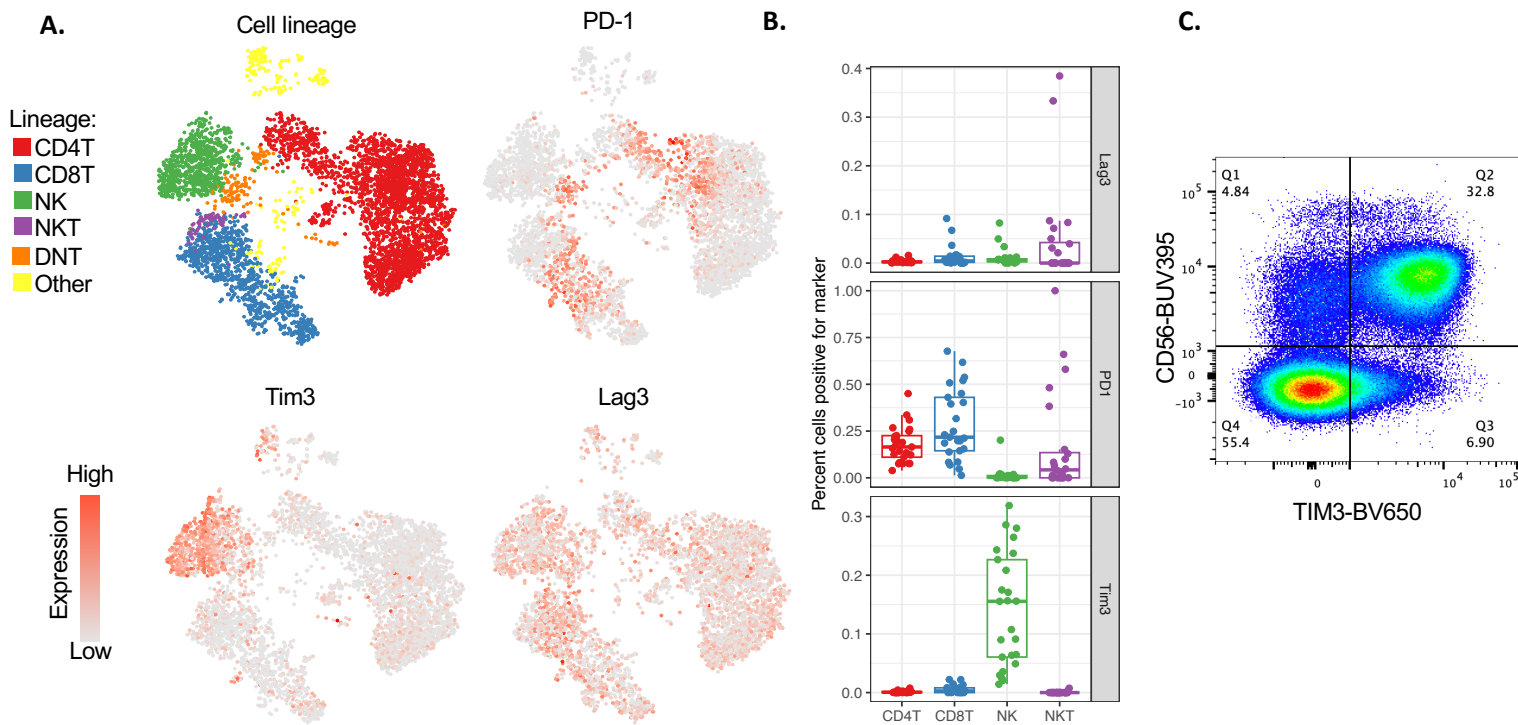 A.
Cell lineage
PD-1
Lineage:
CD4T
CD8T
NK
NKT
DNT
Other
Tim3
Lag3
High
Expression
Low
B.
Percent cells positive for marker
0.4
0.3
0.2
0.1
0.0
Lag3
1.00
0.75
0.50
0.25
0.00
PD1
0.3
0.2
0.1
0.0
Tim3
CD4T
CD8T
NK
NKT
C.
CD56-BUV395
Q1
4.84
Q2
32.8
Q4
55.4
Q3
6.90
10^5
10^4
10^3
0
-10^3
0
10^4
10^5
TIM3-BV650